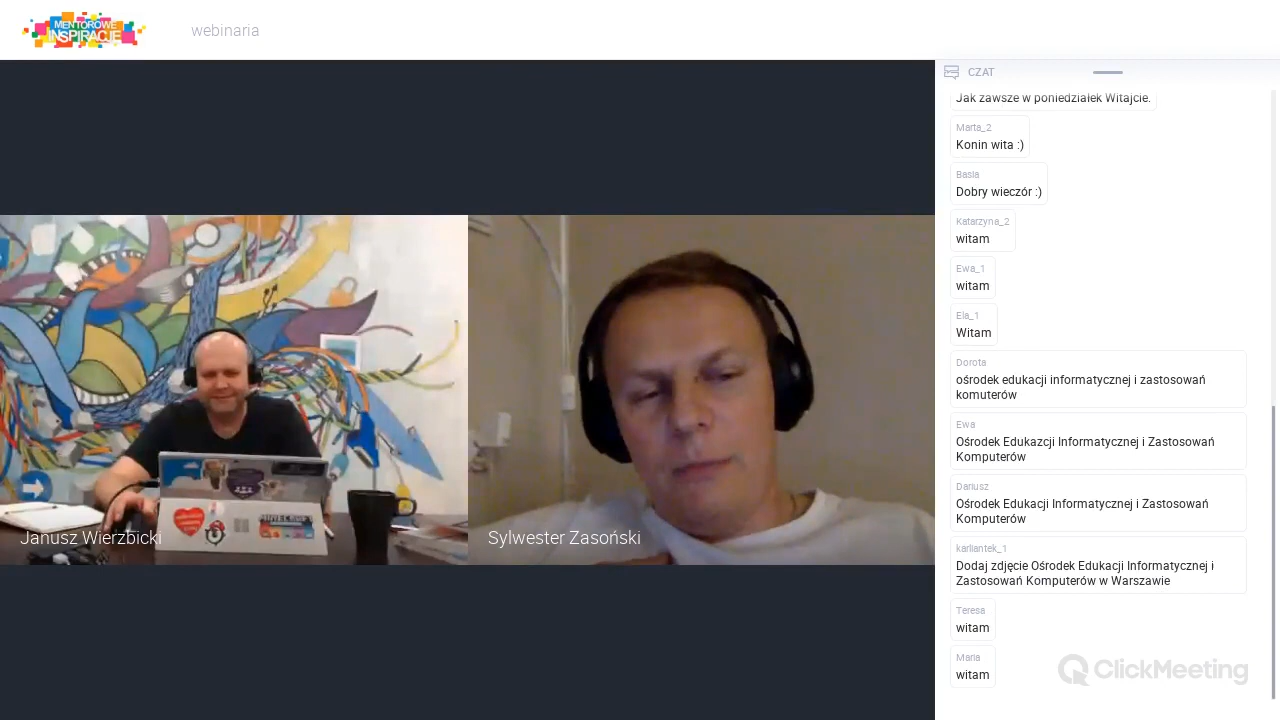 MENTOROWE
INSPIRACJE
webinaria
CZAT
Jak zawsze w poniedziałek Witajcie.
Marta_2
Konin wita :)
Basia
Dobry wieczór :)
Katarzyna_2
witam
Ewa_1
witam
Ela_1
Witam
Dorota
ośrodek edukacji informatycznej i zastosowań
komuterów
Ewa
Ośrodek Edukazcji Informatycznej i Zastosowań
Komputerów
Dariusz
Ośrodek Edukacji Informatycznej i Zastosowań
Komputerów
karliantek_1
Dodaj zdjęcie Ośrodek Edukacji Informatycznej i
Zastosowań Komputerów w Warszawie
Teresa
witam
Maria
witam
ClickMeeting
Janusz Wierzbicki
Sylwester Zasoński